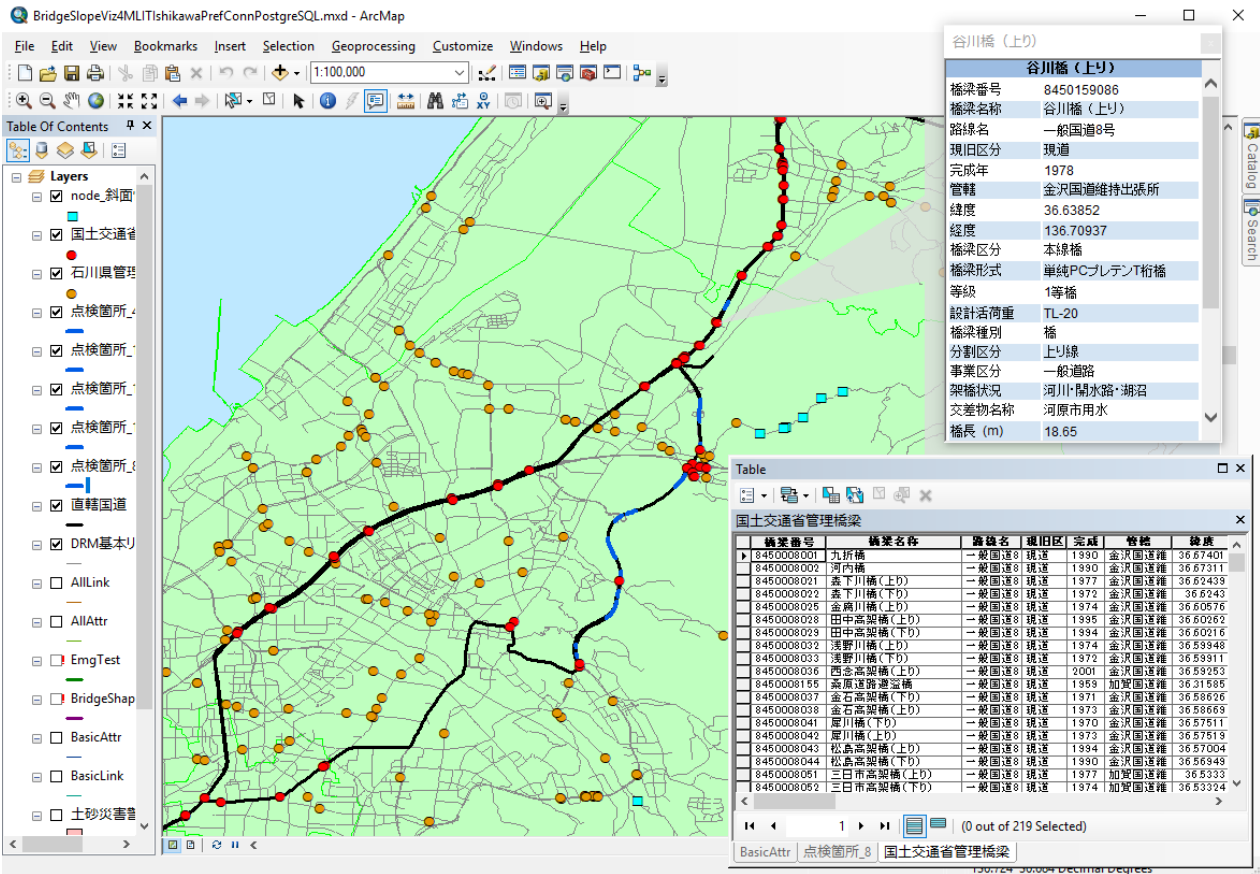 BridgeSlopeViz4MLITIshikawaPrefConnPostgreSQL.mxd - ArcMap
File Edit View Bookmarks Insert Selection Geoprocessing Customize Windows Help
1:100,000
Table Of Contents
Layers
node_斜面
国土交通省
石川県管理
点検箇所_
点検箇所_
点検箇所_
点検箇所_
点検箇所_8
直轄国道
DRM基本リ
AllLink
AllAttr
EmgTest
BridgeShap
BasicAttr
BasicLink
土砂災害警
Catalog
Search
谷川橋（上り）
谷川橋（上り）
橋梁番号 8450159086
橋梁名称 谷川橋（上り）
路線名 一般国道8号
現旧区分 現道
完成年 1978
管轄 金沢国道維持出張所
緯度 36.63852
経度 136.70937
橋梁区分 本線橋
橋梁形式 単純PCプレテンT桁橋
等級 1等橋
設計活荷重 TL-20
橋梁種別 橋
分割区分 上り線
事業区分 一般道路
架橋状況 河川・開水路・湖沼
交差物名称 河原市用水
橋長（m） 18.65
Table
国土交通省管理橋梁
橋梁番号 橋梁名称 路線名 現旧区 完成 管轄 緯度
8450008001 九折橋 一般国道8 現道 1990 金沢国道維 36.67401
8450008002 河内橋 一般国道8 現道 1990 金沢国道維 36.67311
8450008021 森下川橋(上り) 一般国道8 現道 1977 金沢国道維 36.62439
8450008022 森下川橋(下り) 一般国道8 現道 1972 金沢国道維 36.6243
8450008025 金腐川橋(上り) 一般国道8 現道 1974 金沢国道維 36.60576
8450008028 田中高架橋(上り) 一般国道8 現道 1995 金沢国道維 36.60262
8450008029 田中高架橋(下り) 一般国道8 現道 1994 金沢国道維 36.60216
8450008032 浅野川橋(上り) 一般国道8 現道 1974 金沢国道維 36.59948
8450008033 浅野川橋(下り) 一般国道8 現道 1972 金沢国道維 36.59911
8450008036 西念高架橋(上り) 一般国道8 現道 2001 金沢国道維 36.59253
8450008155 桑原道路避溢橋 一般国道8 現道 1959 加賀国道維 36.31585
8450008037 金石高架橋(下り) 一般国道8 現道 1971 金沢国道維 36.58626
8450008038 金石高架橋(上り) 一般国道8 現道 1973 金沢国道維 36.58669
8450008041 犀川橋(下り) 一般国道8 現道 1970 金沢国道維 36.57511
8450008042 犀川橋(上り) 一般国道8 現道 1973 金沢国道維 36.57519
8450008043 松島高架橋(上り) 一般国道8 現道 1994 金沢国道維 36.57004
8450008044 松島高架橋(下り) 一般国道8 現道 1990 金沢国道維 36.56949
8450008051 三日市高架橋(上り) 一般国道8 現道 1977 加賀国道維 36.5333
8450008052 三日市高架橋(下り) 一般国道8 現道 1974 加賀国道維 36.53324
1 (0 out of 219 Selected)
BasicAttr 点検箇所_8 国土交通省管理橋梁
Decimal Degrees